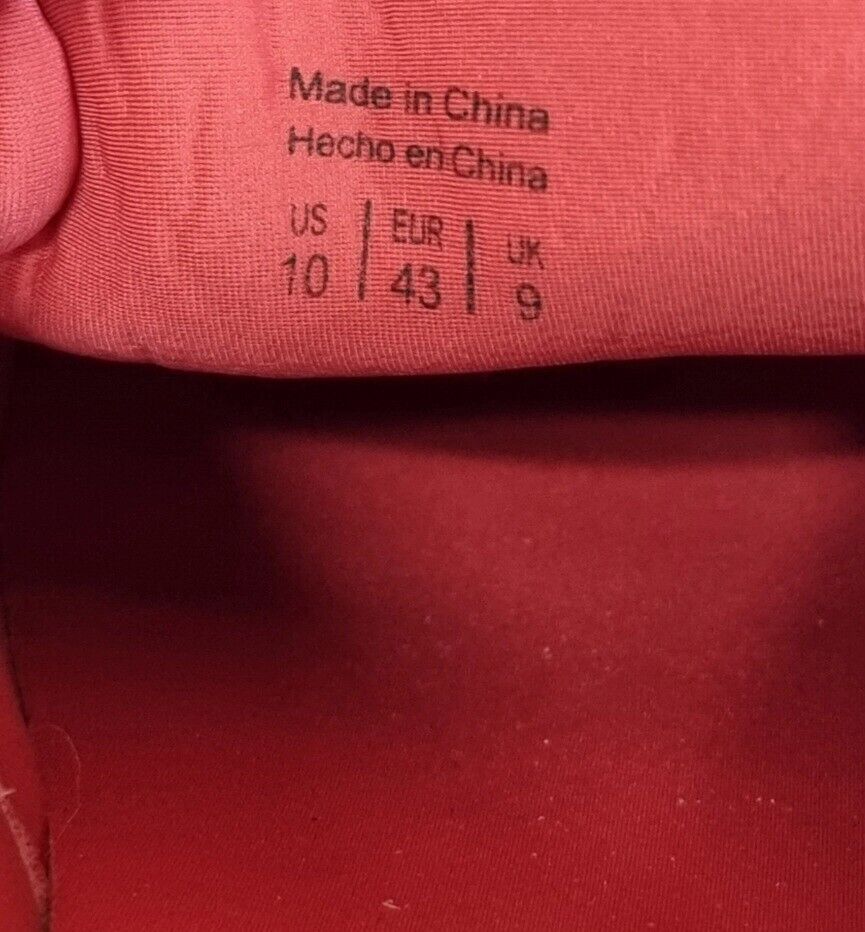 Made in China
Hecho en China
US | EUR | UK
10 | 43 | 9